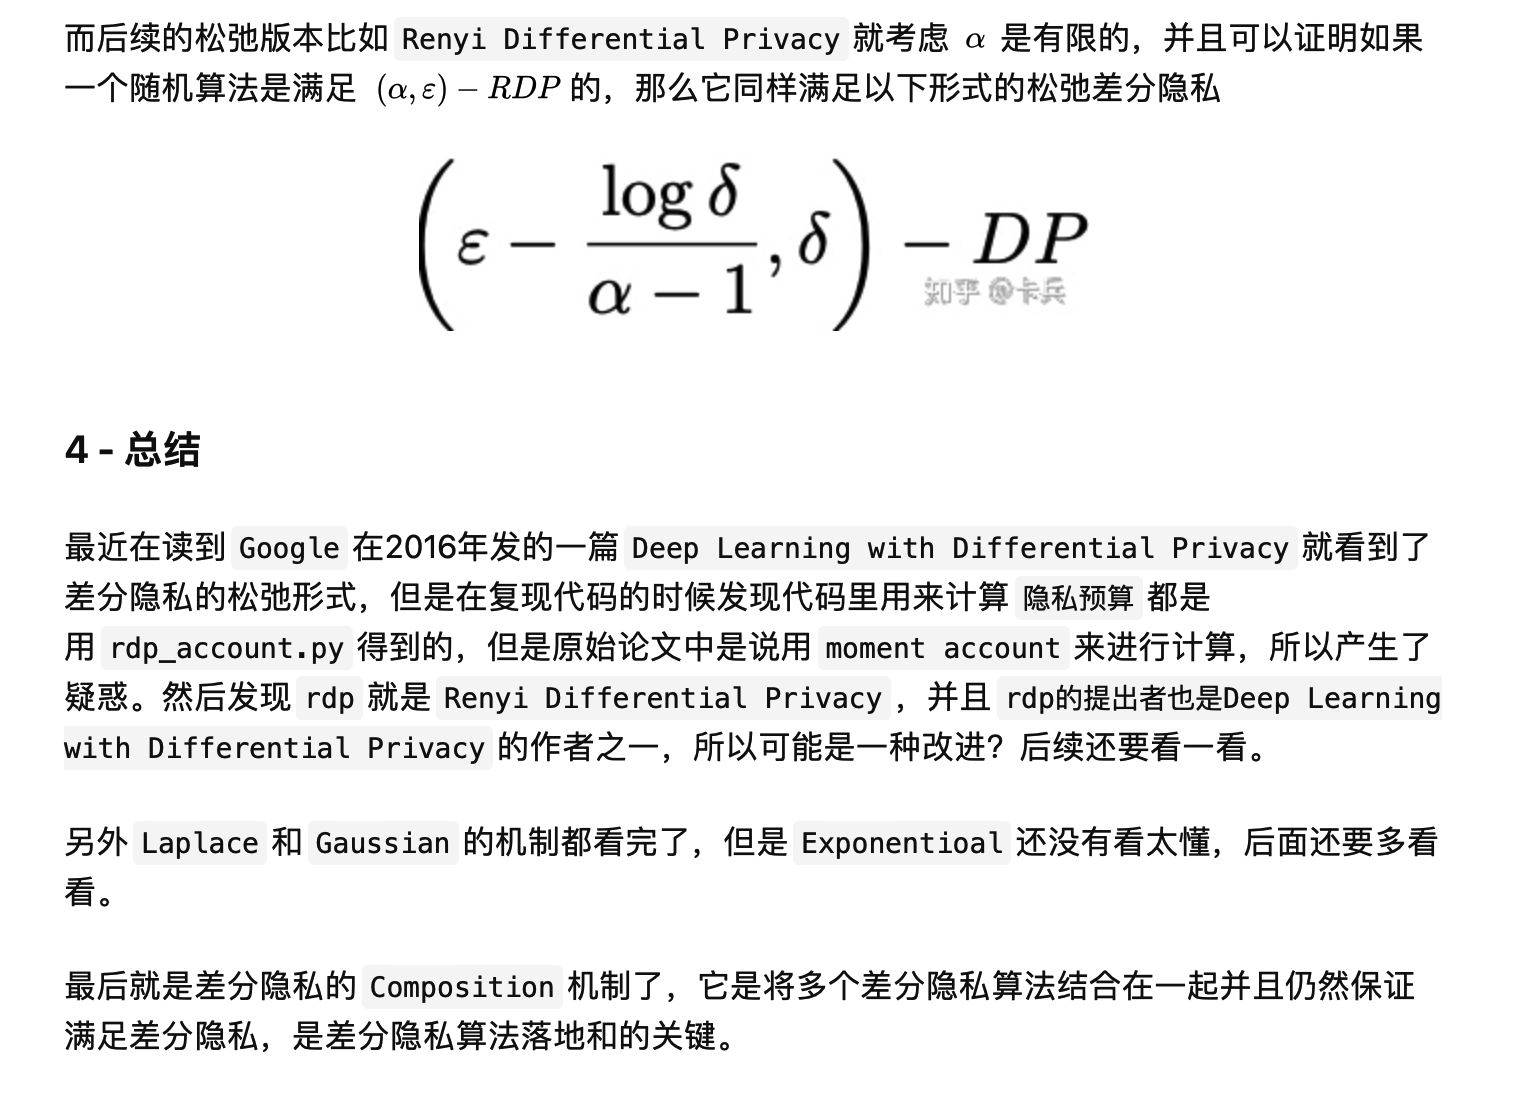 而后续的松弛版本比如 Renyi Differential Privacy 就考虑 α 是有限的，并且可以证明如果
一个随机算法是满足 (α, ε) − RDP 的，那么它同样满足以下形式的松弛差分隐私
(ε − log δ / α − 1, δ) − DP
知乎 @卡兵
4 - 总结
最近在读到 Google 在2016年发的一篇 Deep Learning with Differential Privacy 就看到了
差分隐私的松弛形式，但是在复现代码的时候发现代码里用来计算 隐私预算 都是
用 rdp_account.py 得到的，但是原始论文中是说用 moment account 来进行计算，所以产生了
疑惑。然后发现 rdp 就是 Renyi Differential Privacy ，并且 rdp的提出者也是Deep Learning
with Differential Privacy 的作者之一，所以可能是一种改进？后续还要看一看。
另外 Laplace 和 Gaussian 的机制都看完了，但是 Exponentioal 还没有看太懂，后面还要多看
看。
最后就是差分隐私的 Composition 机制了，它是将多个差分隐私算法结合在一起并且仍然保证
满足差分隐私，是差分隐私算法落地和的关键。